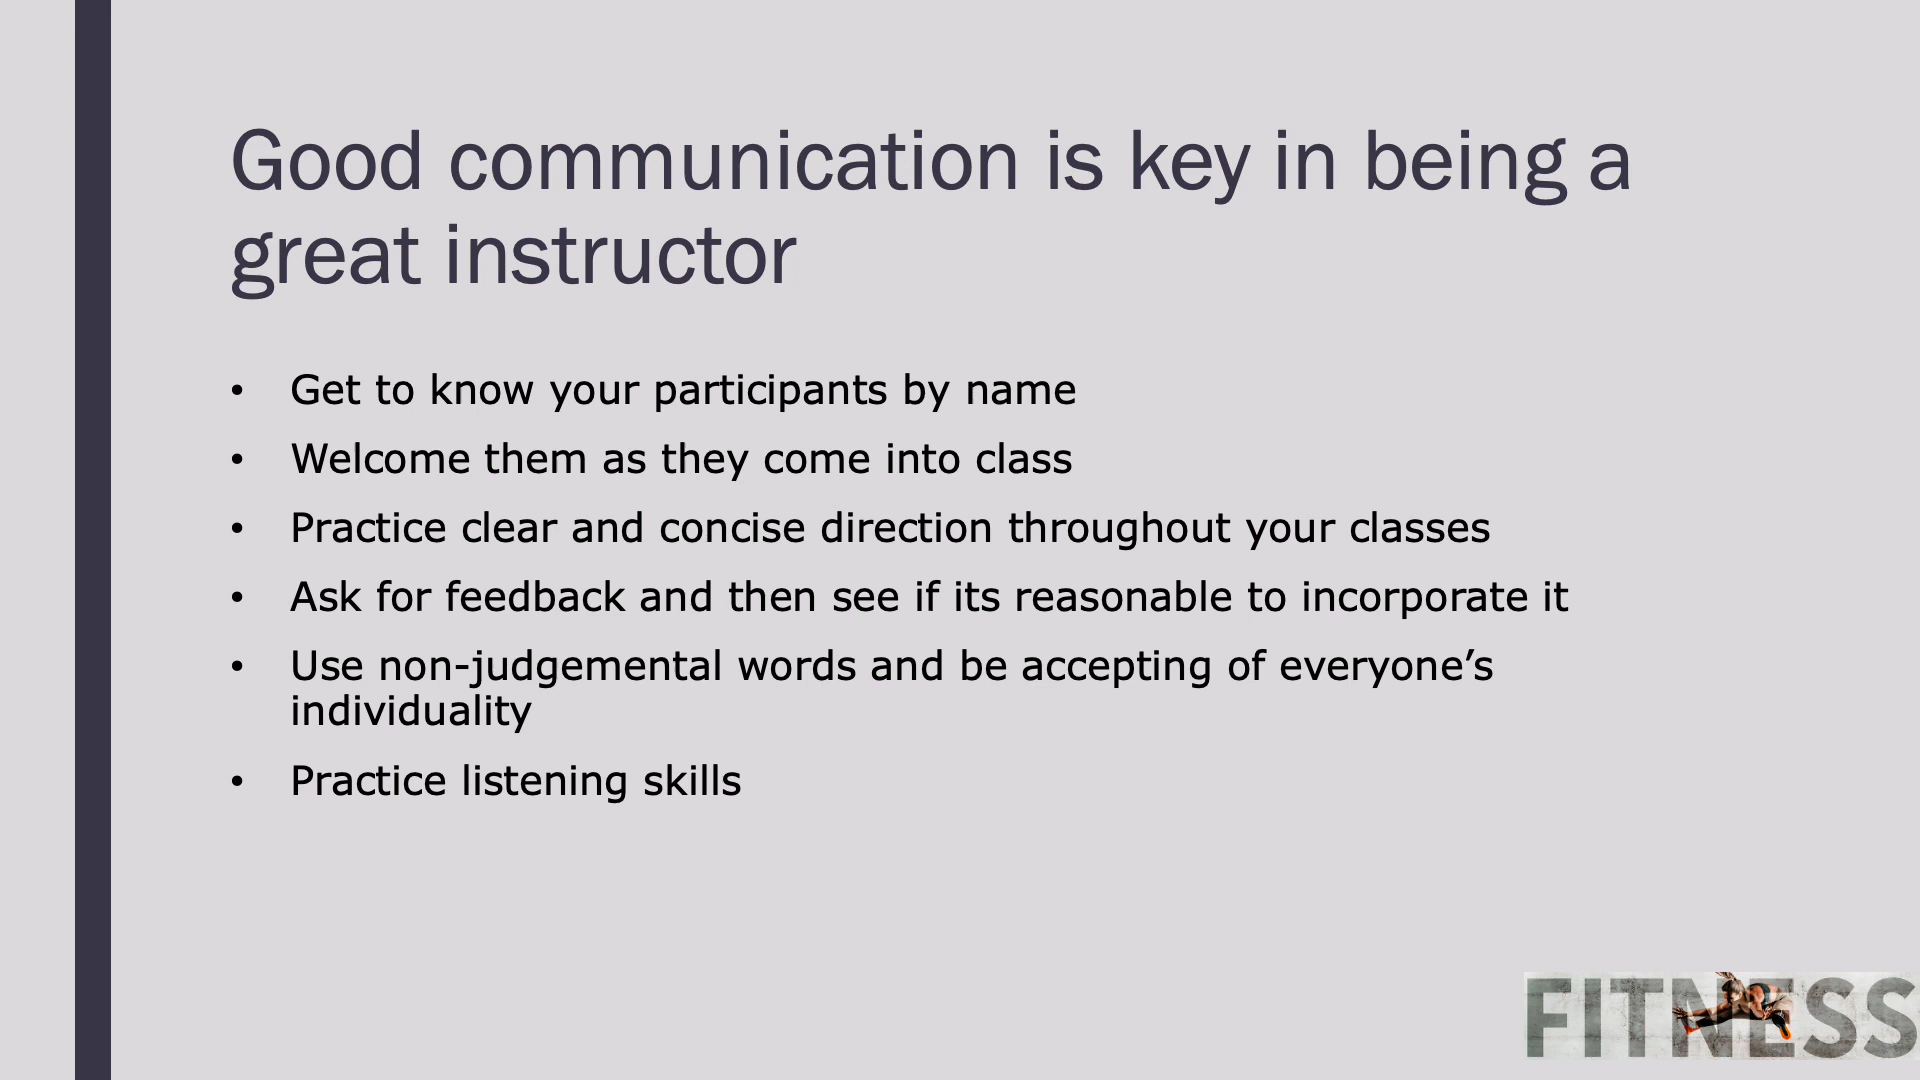 Good communication is key in being a
great instructor
• Get to know your participants by name
• Welcome them as they come into class
• Practice clear and concise direction throughout your classes
• Ask for feedback and then see if its reasonable to incorporate it
• Use non-judgemental words and be accepting of everyone’s
individuality
• Practice listening skills
FITNESS